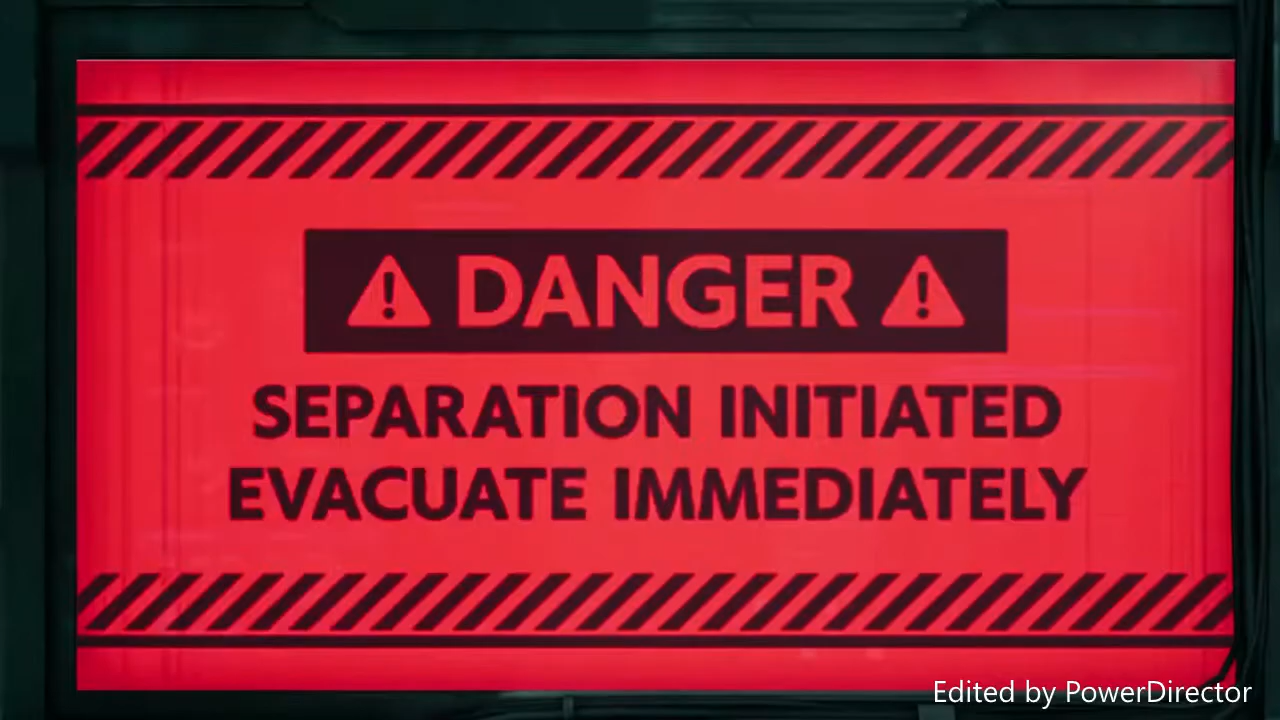 DANGER
SEPARATION INITIATED
EVACUATE IMMEDIATELY
Edited by PowerDirector